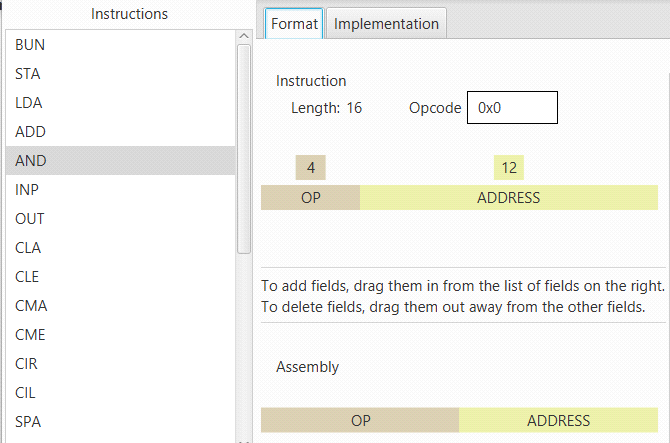 Instructions
BUN
STA
LDA
ADD
AND
INP
OUT
CLA
CLE
CMA
CME
CIR
CIL
SPA
Format Implementation
Instruction
Length: 16 Opcode 0x0
4 12
OP ADDRESS
To add fields, drag them in from the list of fields on the right.
To delete fields, drag them out away from the other fields.
Assembly
OP ADDRESS